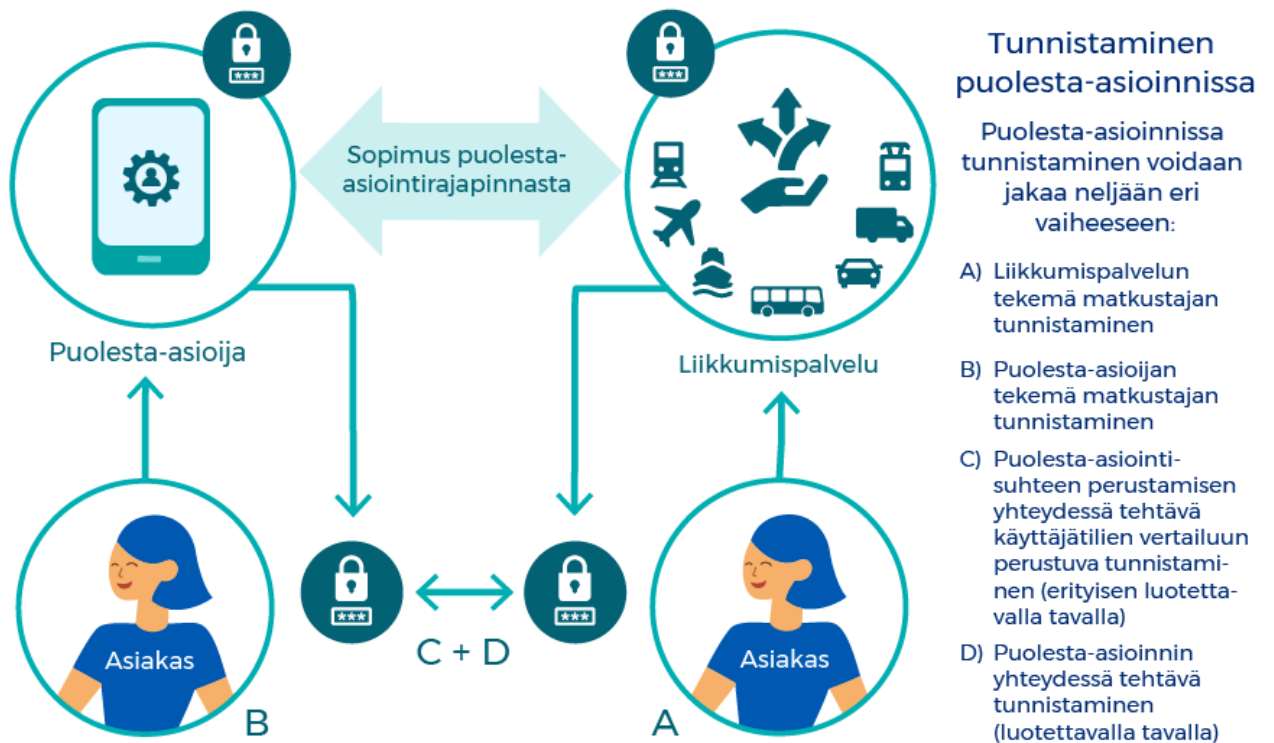 ***
***
Sopimus puolesta-
asiointirajapinnasta
Puolesta-asioija
Liikkumispalvelu
***
***
C + D
Asiakas
B
Asiakas
A
Tunnistaminen
puolesta-asioinnissa
Puolesta-asioinnissa
tunnistaminen voidaan
jakaa neljään eri
vaiheeseen:
A) Liikkumispalvelun
tekemä matkustajan
tunnistaminen
B) Puolesta-asioijan
tekemä matkustajan
tunnistaminen
C) Puolesta-asiointi-
suhteen perustamisen
yhteydessä tehtävä
käyttäjätilien vertailuun
perustuva tunnistami-
nen (erityisen luotetta-
valla tavalla)
D) Puolesta-asioinnin
yhteydessä tehtävä
tunnistaminen
(luotettavalla tavalla)